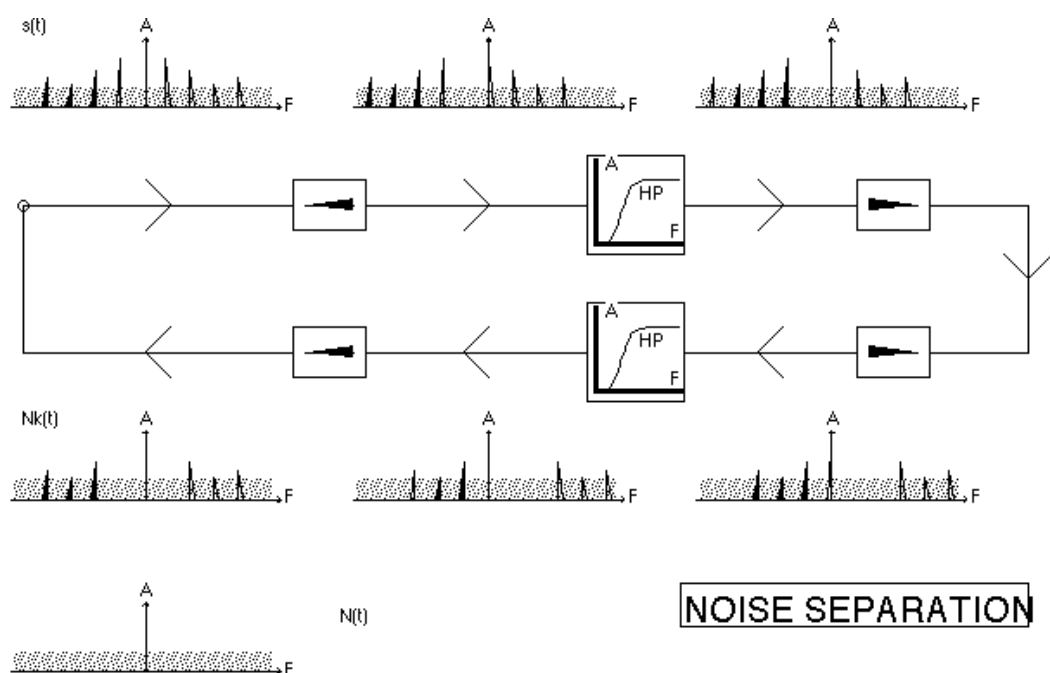 s(t)
A A A
F F F
A
HP
F
A
HP
F
Nk(t)
A A A
F F F
A
N(t)
F
NOISE SEPARATION